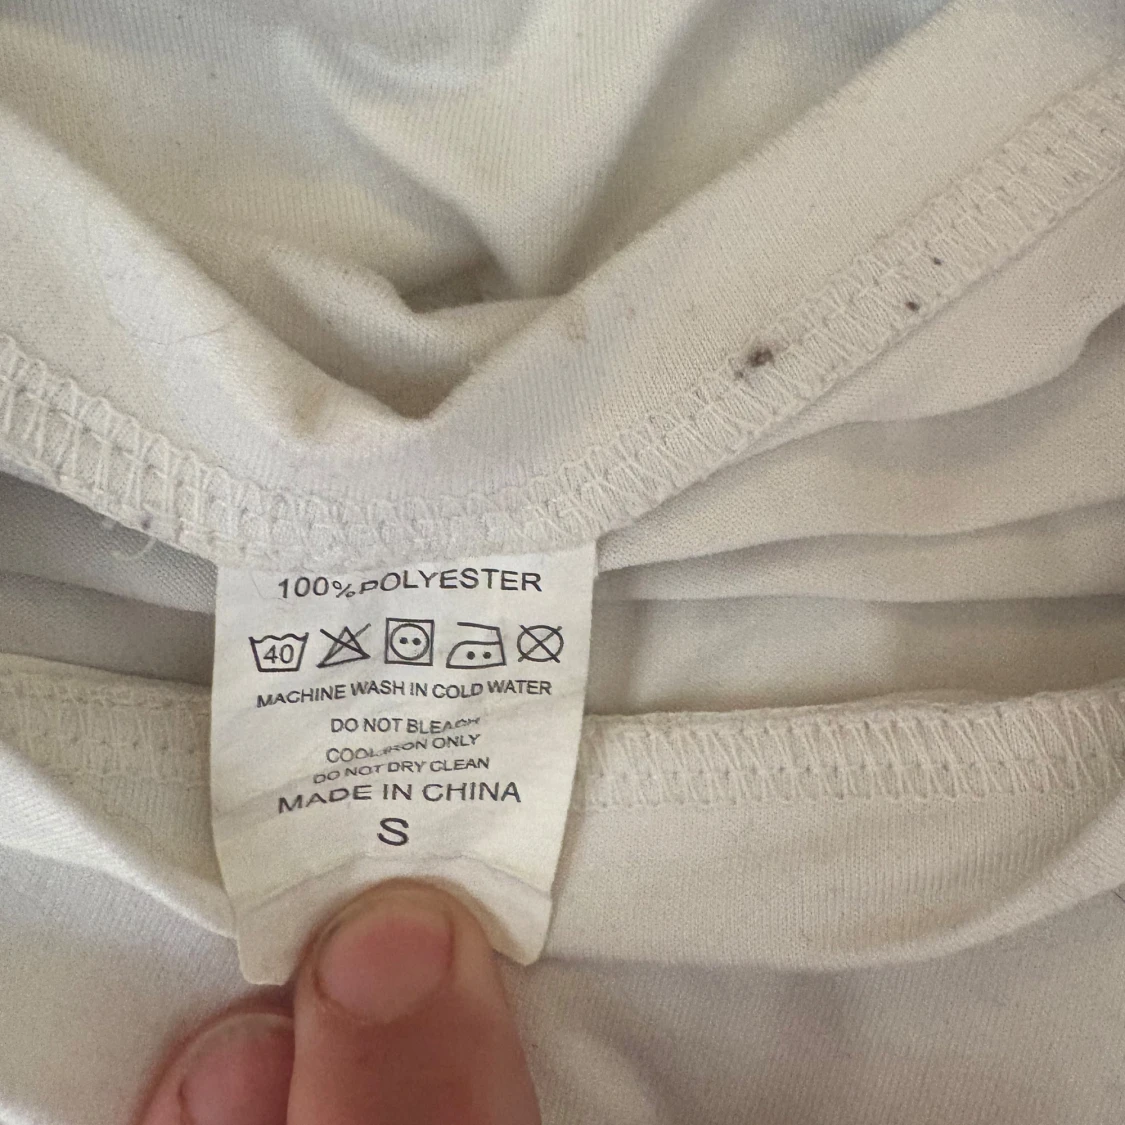 100%POLYESTER
40
MACHINE WASH IN COLD WATER
DO NOT BLEACH
COOL IRON ONLY
DO NOT DRY CLEAN
MADE IN CHINA
S